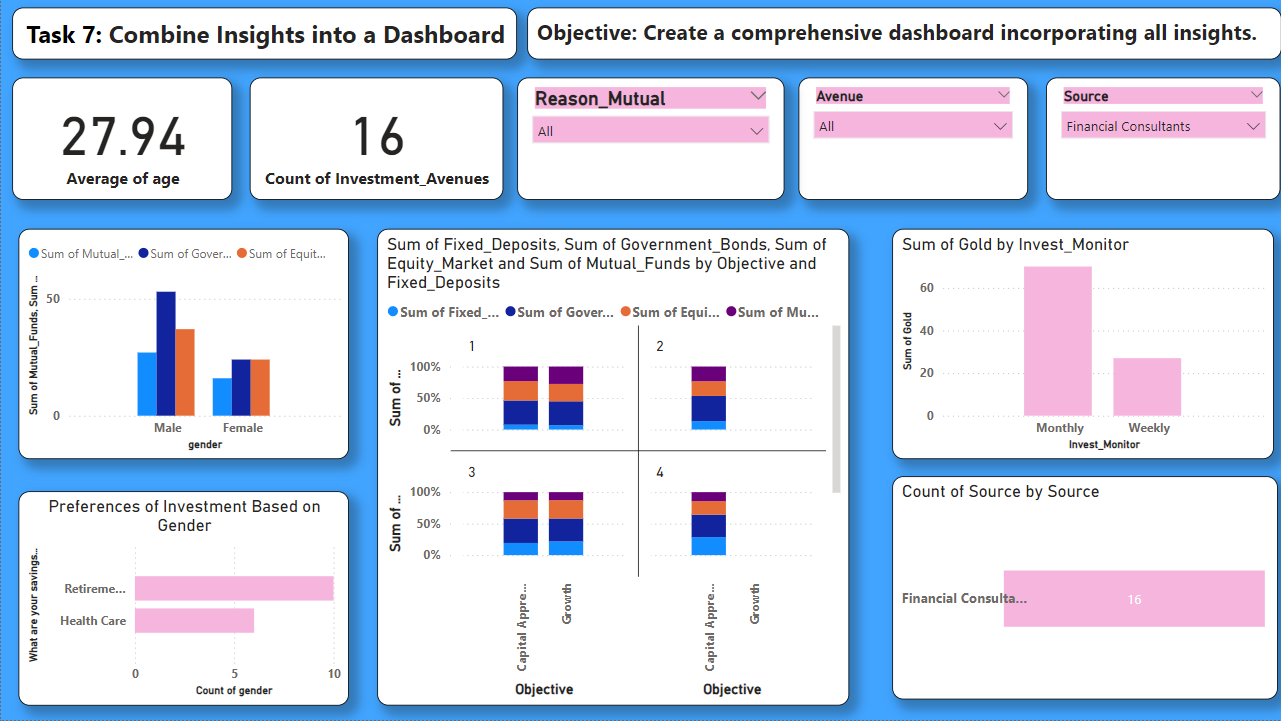 Task 7: Combine Insights into a Dashboard
Objective: Create a comprehensive dashboard incorporating all insights.
27.94
Average of age
16
Count of Investment_Avenues
Reason_Mutual
All
Avenue
All
Source
Financial Consultants
Sum of Mutual_... Sum of Gover... Sum of Equit...
Sum of Mutual_Funds, Sum ...
50
0
Male Female
gender
Preferences of Investment Based on
Gender
What are your savings...
Retireme...
Health Care
0 5 10
Count of gender
Sum of Fixed_Deposits, Sum of Government_Bonds, Sum of
Equity_Market and Sum of Mutual_Funds by Objective and
Fixed_Deposits
Sum of Fixed_... Sum of Gover... Sum of Equi... Sum of Mu...
1 2
Sum of ...
100%
50%
0%
3 4
Sum of ...
100%
50%
0%
Capital Appre... Growth Capital Appre... Growth
Objective Objective
Sum of Gold by Invest_Monitor
Sum of Gold
60
40
20
0
Monthly Weekly
Invest_Monitor
Count of Source by Source
Financial Consulta... 16